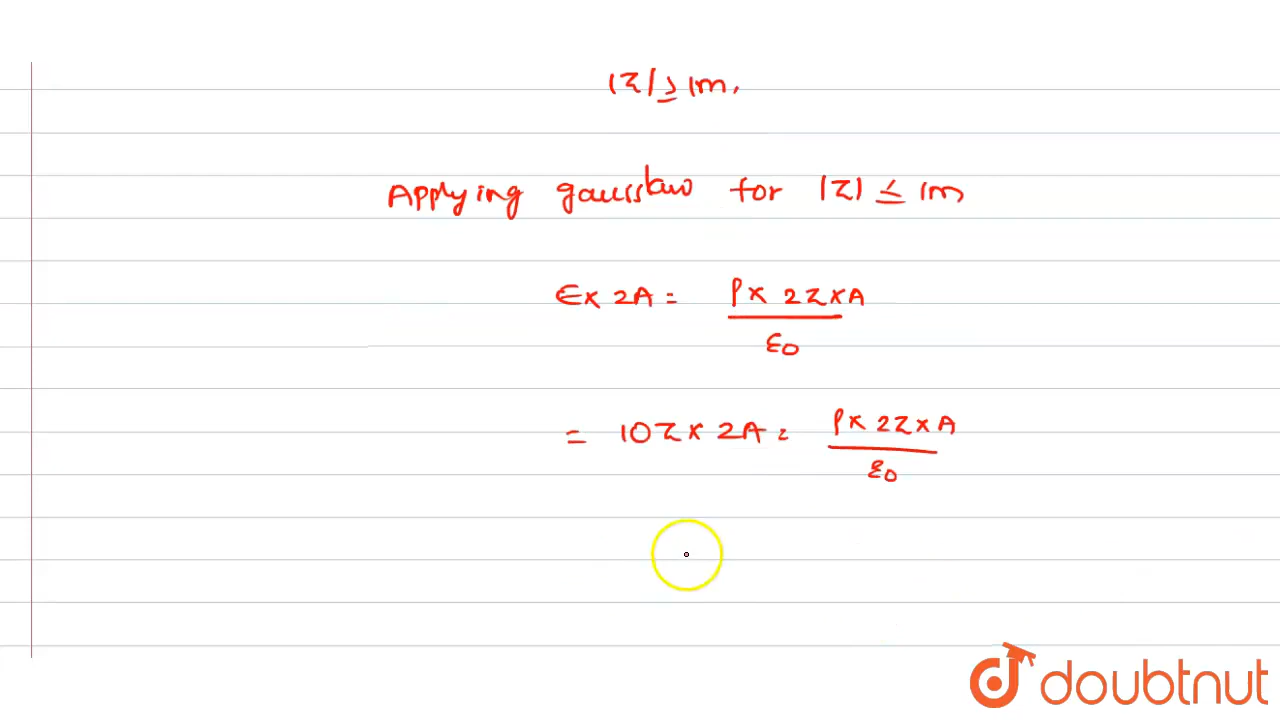 |z| ≥ 1m,
Applying gauss law for |z| ≤ 1m
E x 2A = ρ x 2z x A / ε0
= 10z x 2A = ρ x 2z x A / ε0
doubtnut